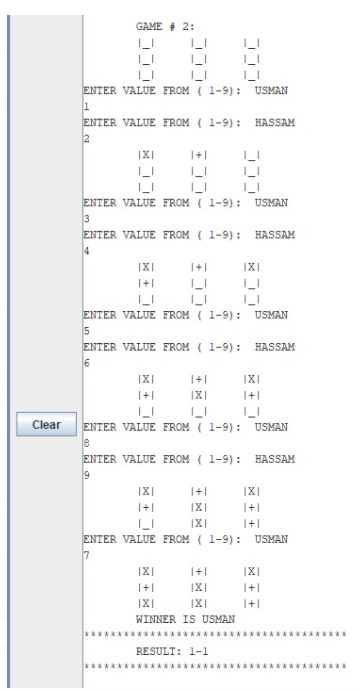 GAME # 2:
|_| |_| |_|
|_| |_| |_|
|_| |_| |_|
ENTER VALUE FROM ( 1-9): USMAN
1
ENTER VALUE FROM ( 1-9): HASSAM
2
|X| |+| |_|
|_| |_| |_|
|_| |_| |_|
ENTER VALUE FROM ( 1-9): USMAN
3
ENTER VALUE FROM ( 1-9): HASSAM
4
|X| |+| |X|
|+| |_| |_|
|_| |_| |_|
ENTER VALUE FROM ( 1-9): USMAN
5
ENTER VALUE FROM ( 1-9): HASSAM
6
|X| |+| |X|
|+| |X| |+|
|_| |_| |_|
Clear
ENTER VALUE FROM ( 1-9): USMAN
8
ENTER VALUE FROM ( 1-9): HASSAM
9
|X| |+| |X|
|+| |X| |+|
|_| |X| |+|
ENTER VALUE FROM ( 1-9): USMAN
7
|X| |+| |X|
|+| |X| |+|
|X| |X| |+|
WINNER IS USMAN
****************************************
RESULT: 1-1
****************************************